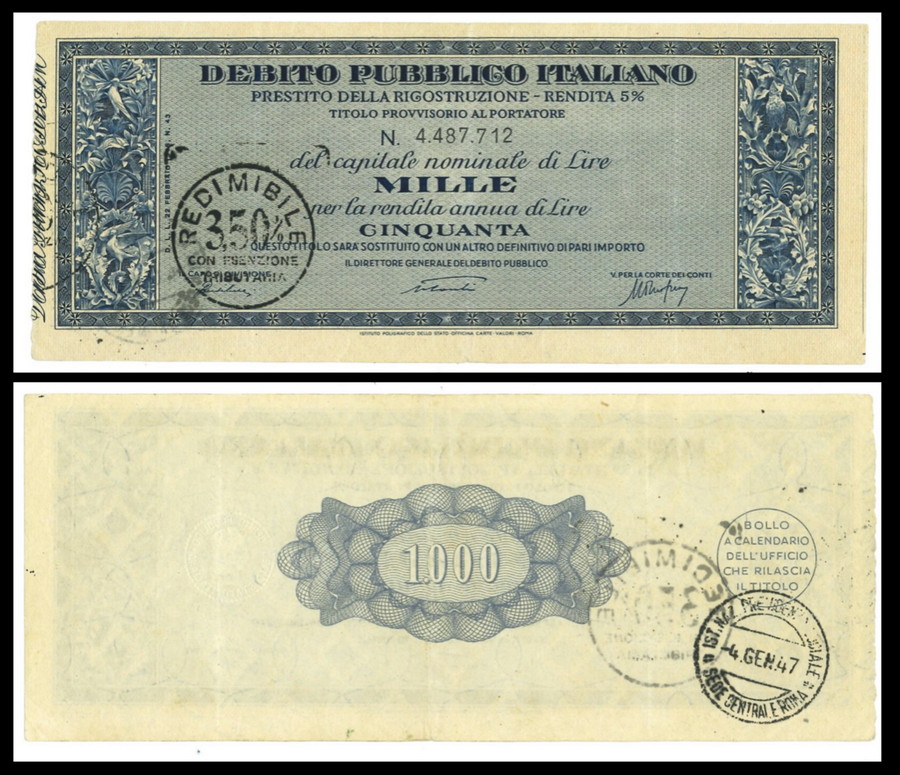 DEBITO PUBBLICO ITALIANO
PRESTITO DELLA RICOSTRUZIONE - RENDITA 5%
TITOLO PROVVISORIO AL PORTATORE
N. 4.487.712
del capitale nominale di Lire
MILLE
per la rendita annua di Lire
CINQUANTA
QUESTO TITOLO SARÀ SOSTITUITO CON UN ALTRO DEFINITIVO DI PARI IMPORTO
IL DIRETTORE GENERALE DEL DEBITO PUBBLICO
V. PER LA CORTE DEI CONTI
REDIMIBILE
3,50%
CON ESENZIONE
TRIBUTARIA
ISTITUTO POLIGRAFICO DELLO STATO OFFICINA CARTE-VALORI-ROMA
1.000
BOLLO
A CALENDARIO
DELL'UFFICIO
CHE RILASCIA
IL TITOLO
-4.GEN.47
SEDE CENTRALE ROMA